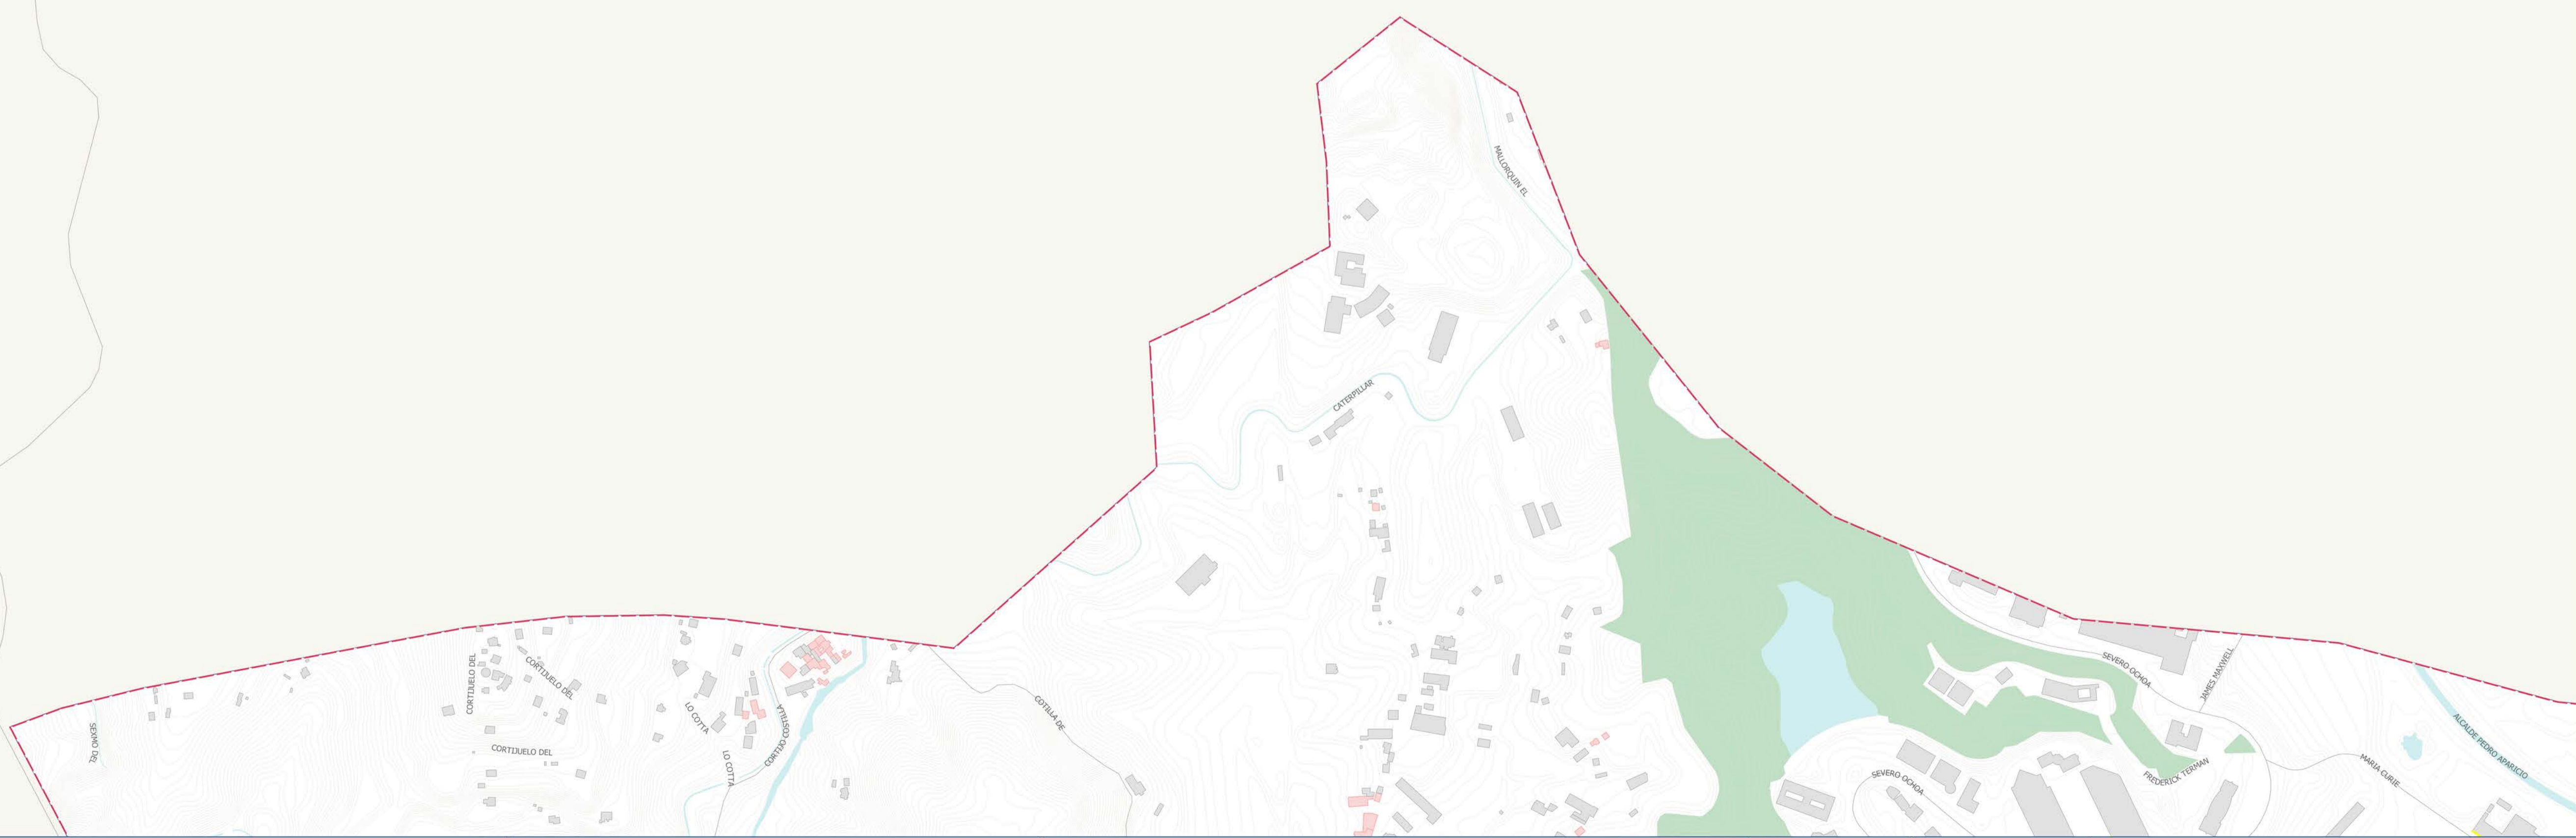 MALLORQUIN EL
CATERPILLAR
SEVERO OCHOA
JAMES MAXWELL
CORTIJUELO DEL
CORTIJUELO DEL
LO COTTA
CORTIJO COSTILLA
COTILLA DE
SEXMO DEL
CORTIJUELO DEL
LO COTTA
ALCALDE PEDRO APARICIO
FREDERICK TERMAN
MARIA CURIE
SEVERO OCHOA